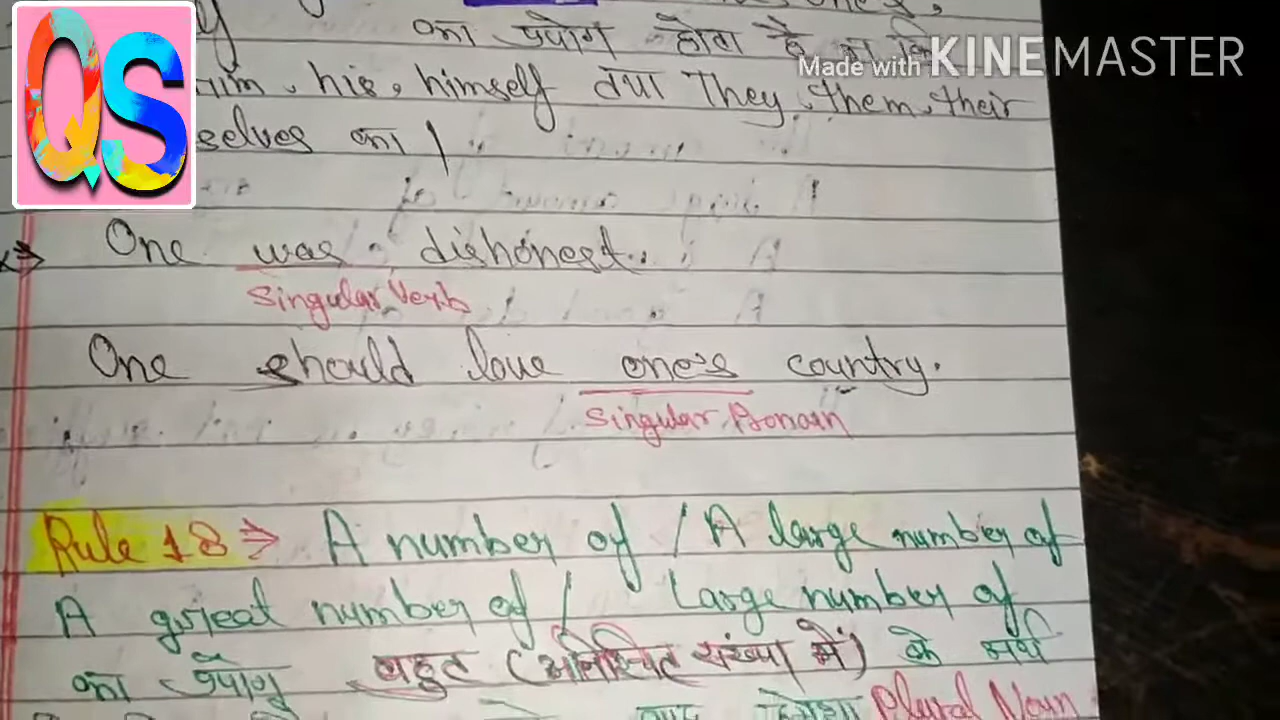 QS
Made with KINEMASTER
का प्रयोग होता है न कि
him, his, himself तथा They, them, their
selves का |
One was dishonest.
Singular Verb
One should love one's country.
Singular Pronoun
Rule 18 ⇒ A number of / A large number of
A great number of / Large number of
का प्रयोग बहुत (अनिश्चित संख्या में) के अर्थ
बाद हमेशा Plural Noun